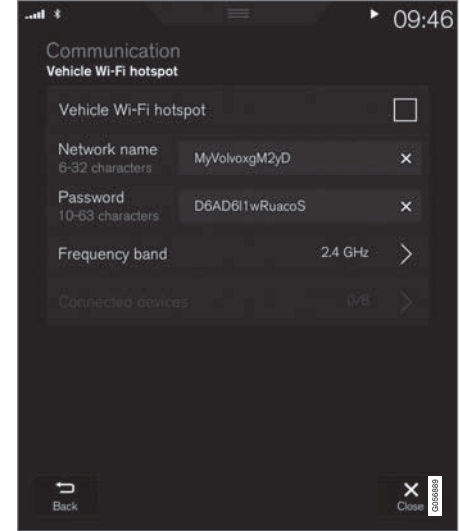 09:46
Communication
Vehicle Wi-Fi hotspot
Vehicle Wi-Fi hotspot
Network name
6-32 characters
MyVolvoxgM2yD
Password
10-63 characters
D6AD6I1wRuacoS
Frequency band
2.4 GHz
Connected devices
0/8
Back
Close
G056889